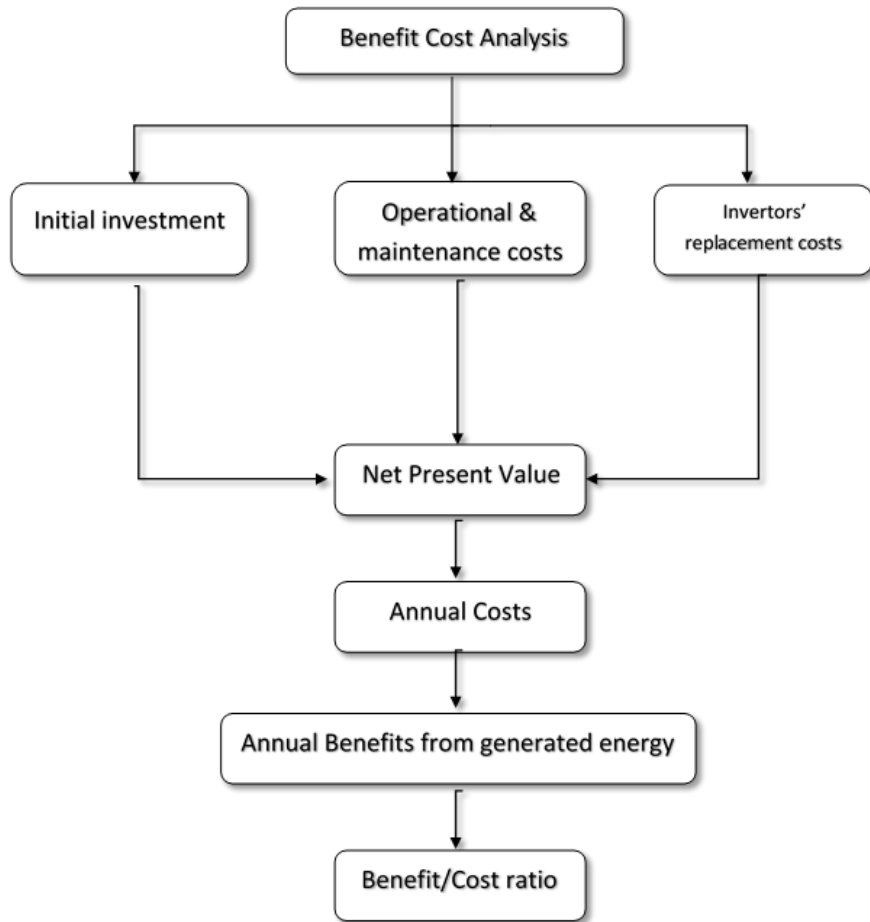 Benefit Cost Analysis
Initial investment
Operational &
maintenance costs
Invertors’
replacement costs
Net Present Value
Annual Costs
Annual Benefits from generated energy
Benefit/Cost ratio